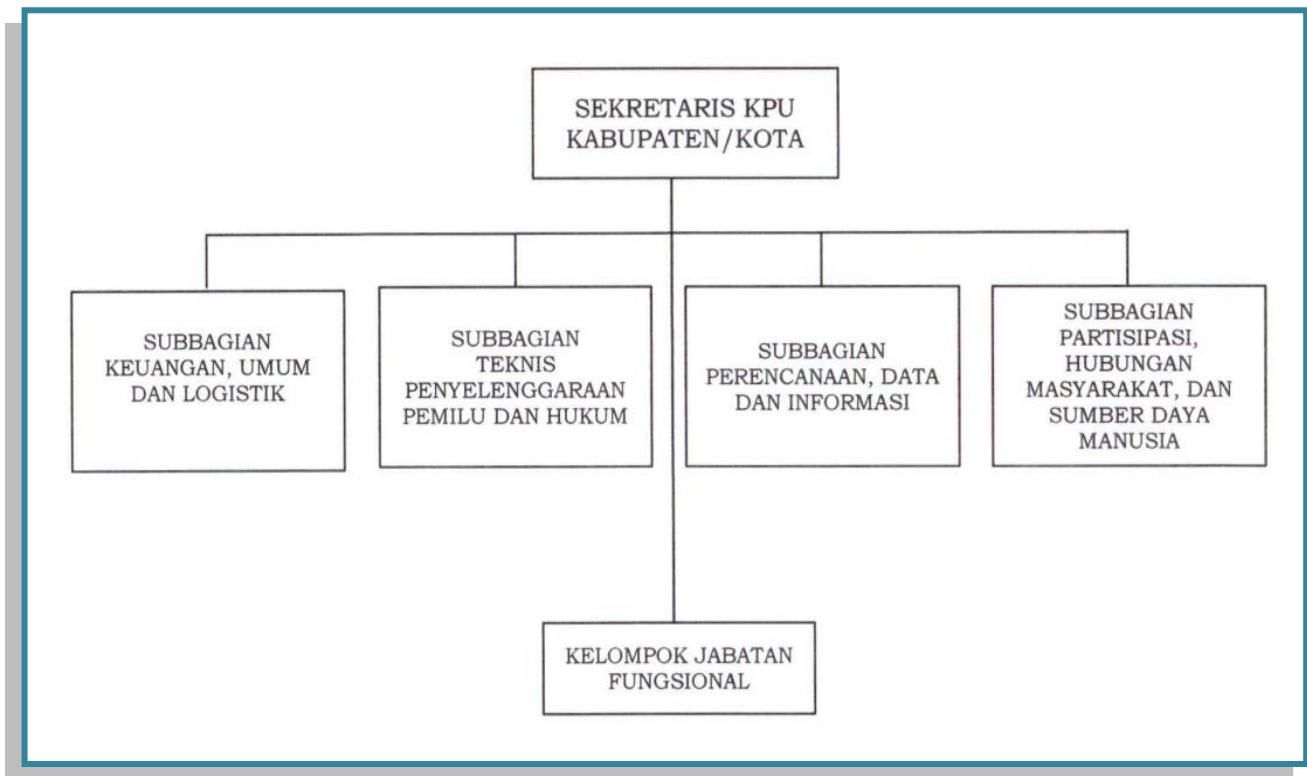 SEKRETARIS KPU
KABUPATEN/KOTA
SUBBAGIAN
KEUANGAN, UMUM
DAN LOGISTIK
SUBBAGIAN
TEKNIS
PENYELENGGARAAN
PEMILU DAN HUKUM
SUBBAGIAN
PERENCANAAN, DATA
DAN INFORMASI
SUBBAGIAN
PARTISIPASI,
HUBUNGAN
MASYARAKAT, DAN
SUMBER DAYA
MANUSIA
KELOMPOK JABATAN
FUNGSIONAL